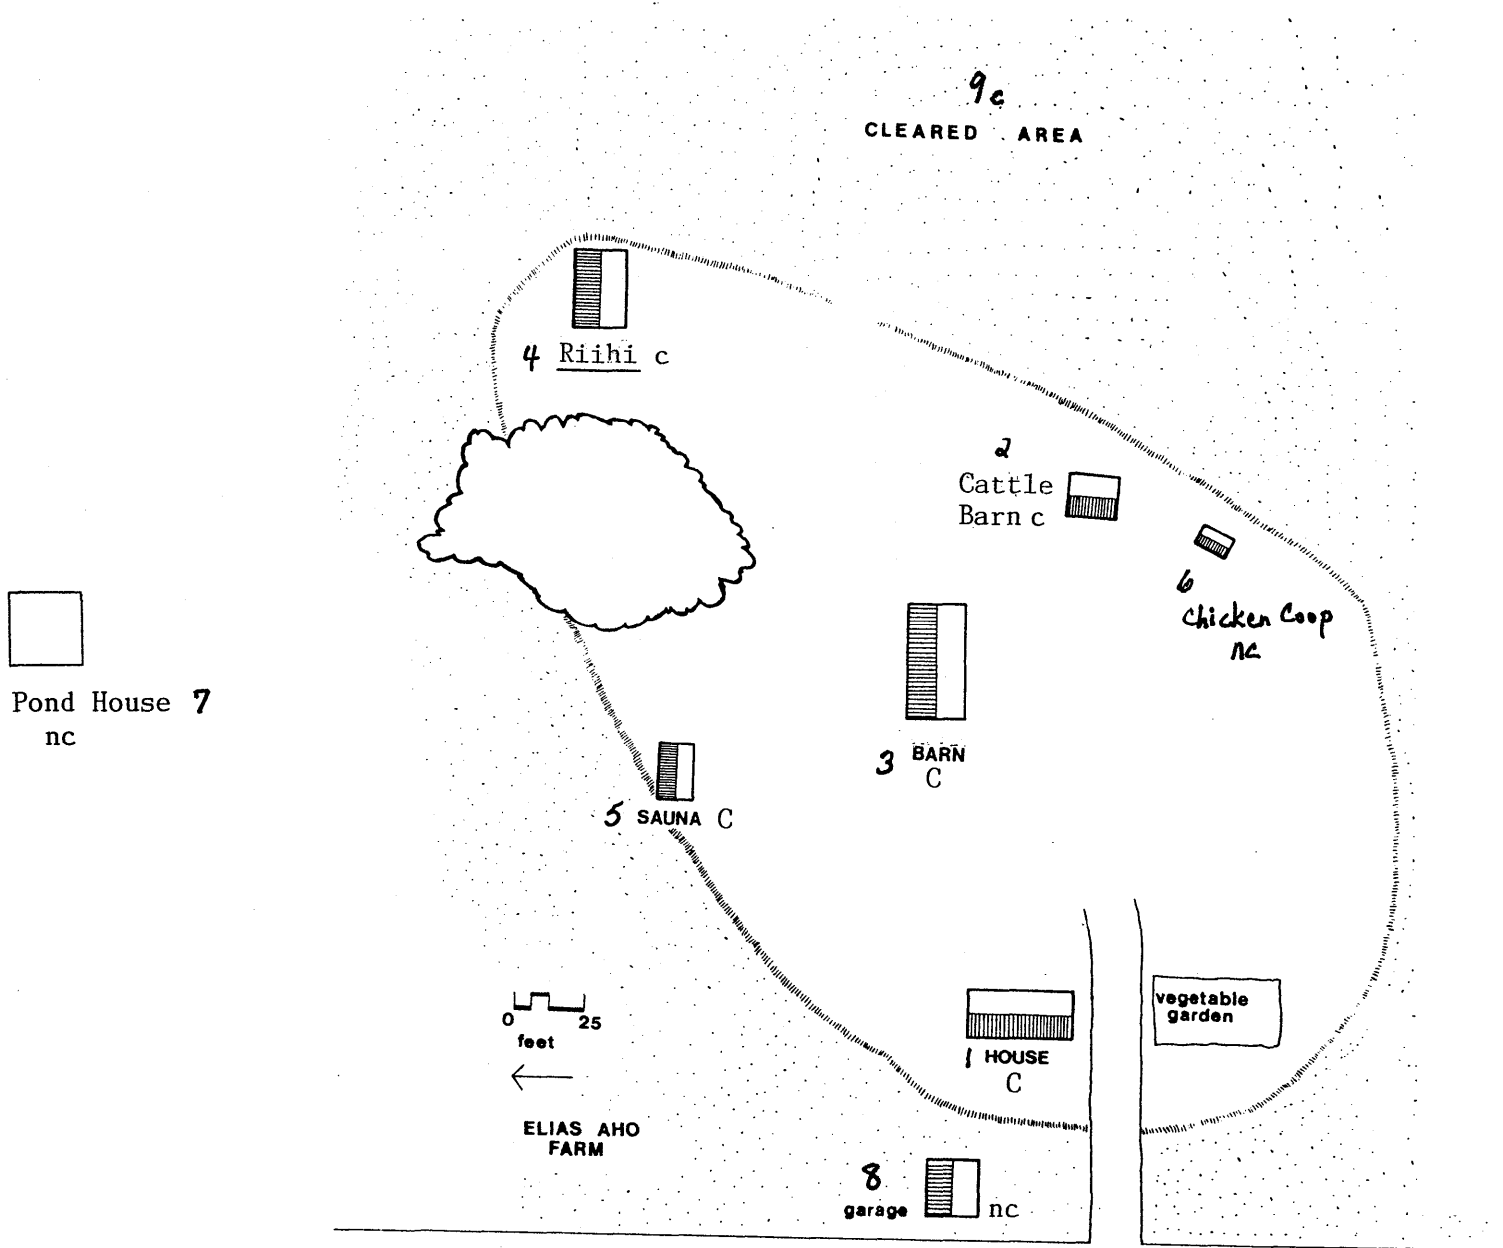 9c
CLEARED AREA
4 Riihi c
2
Cattle
Barn c
6
Chicken Coop
nc
Pond House 7
nc
3 BARN
C
5 SAUNA C
vegetable
garden
0 25
feet
1 HOUSE
C
ELIAS AHO
FARM
8
garage nc